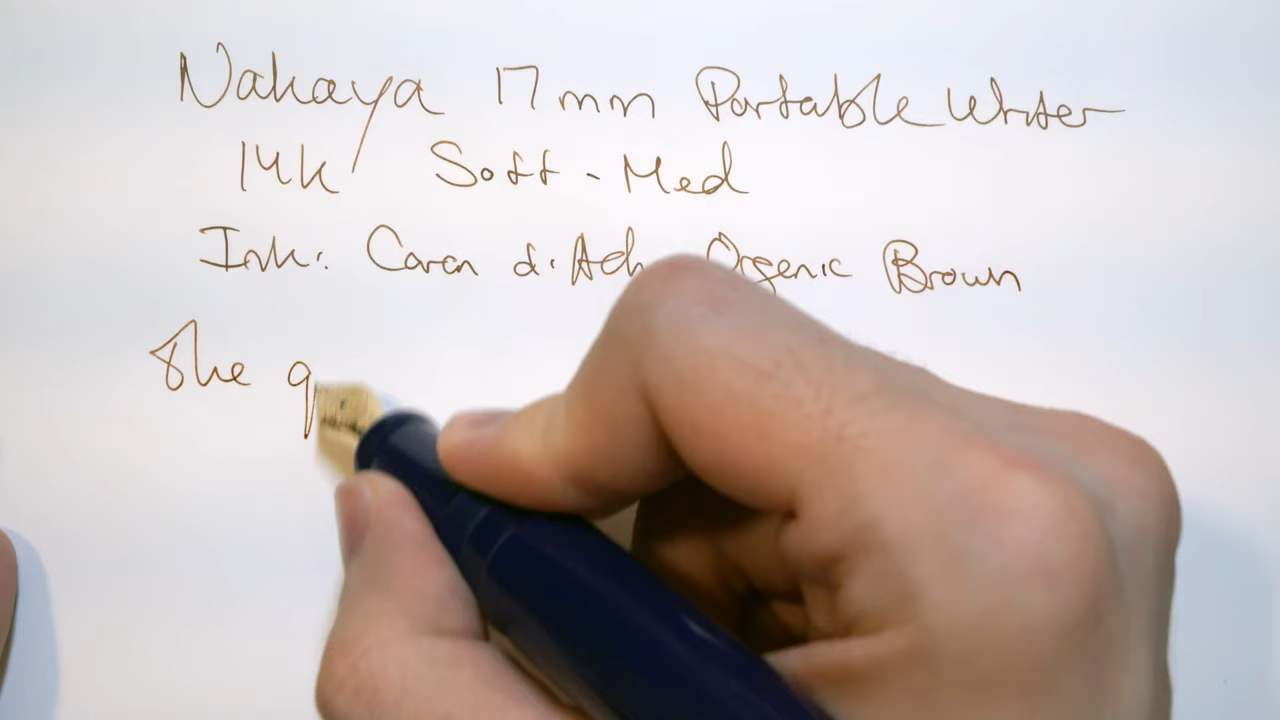 Nakaya 17mm Portable Writer
14k Soft-Med
Ink: Caran d'Ach Organic Brown
The q